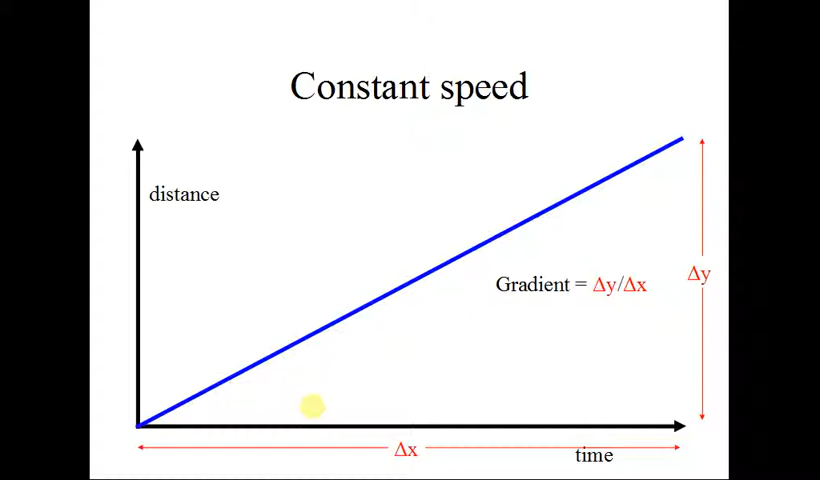 Constant speed
distance
Gradient = Δy/Δx
Δy
Δx
time